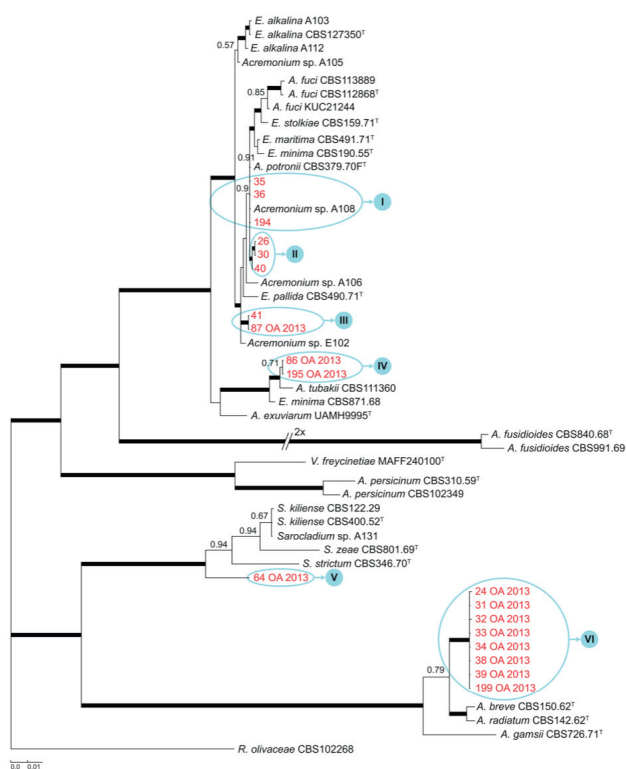 E. alkalina A103
E. alkalina CBS127350ᵀ
0.57
E. alkalina A112
Acremonium sp. A105
A. fuci CBS113889
0.85
A. fuci CBS112868ᵀ
A. fuci KUC21244
E. stolkiae CBS159.71ᵀ
E. maritima CBS491.71ᵀ
E. minima CBS190.55ᵀ
0.91
A. potronii CBS379.70Fᵀ
35
0.9
36
I
Acremonium sp. A108
194
26
30
II
40
Acremonium sp. A106
E. pallida CBS490.71ᵀ
41
III
87 OA 2013
Acremonium sp. E102
0.71
86 OA 2013
IV
195 OA 2013
A. tubakii CBS111360
E. minima CBS871.68
A. exuviarum UAMH9995ᵀ
2x
A. fusidioides CBS840.68ᵀ
A. fusidioides CBS991.69
V. freycinetiae MAFF240100ᵀ
A. persicinum CBS310.59ᵀ
A. persicinum CBS102349
S. kiliense CBS122.29
0.67
S. kiliense CBS400.52ᵀ
0.94
Sarocladium sp. A131
0.94
S. zeae CBS801.69ᵀ
S. strictum CBS346.70ᵀ
64 OA 2013
V
24 OA 2013
31 OA 2013
32 OA 2013
33 OA 2013
VI
34 OA 2013
38 OA 2013
39 OA 2013
0.79
199 OA 2013
A. breve CBS150.62ᵀ
A. radiatum CBS142.62ᵀ
A. gamsii CBS726.71ᵀ
R. olivaceae CBS102268
0.0 0.01